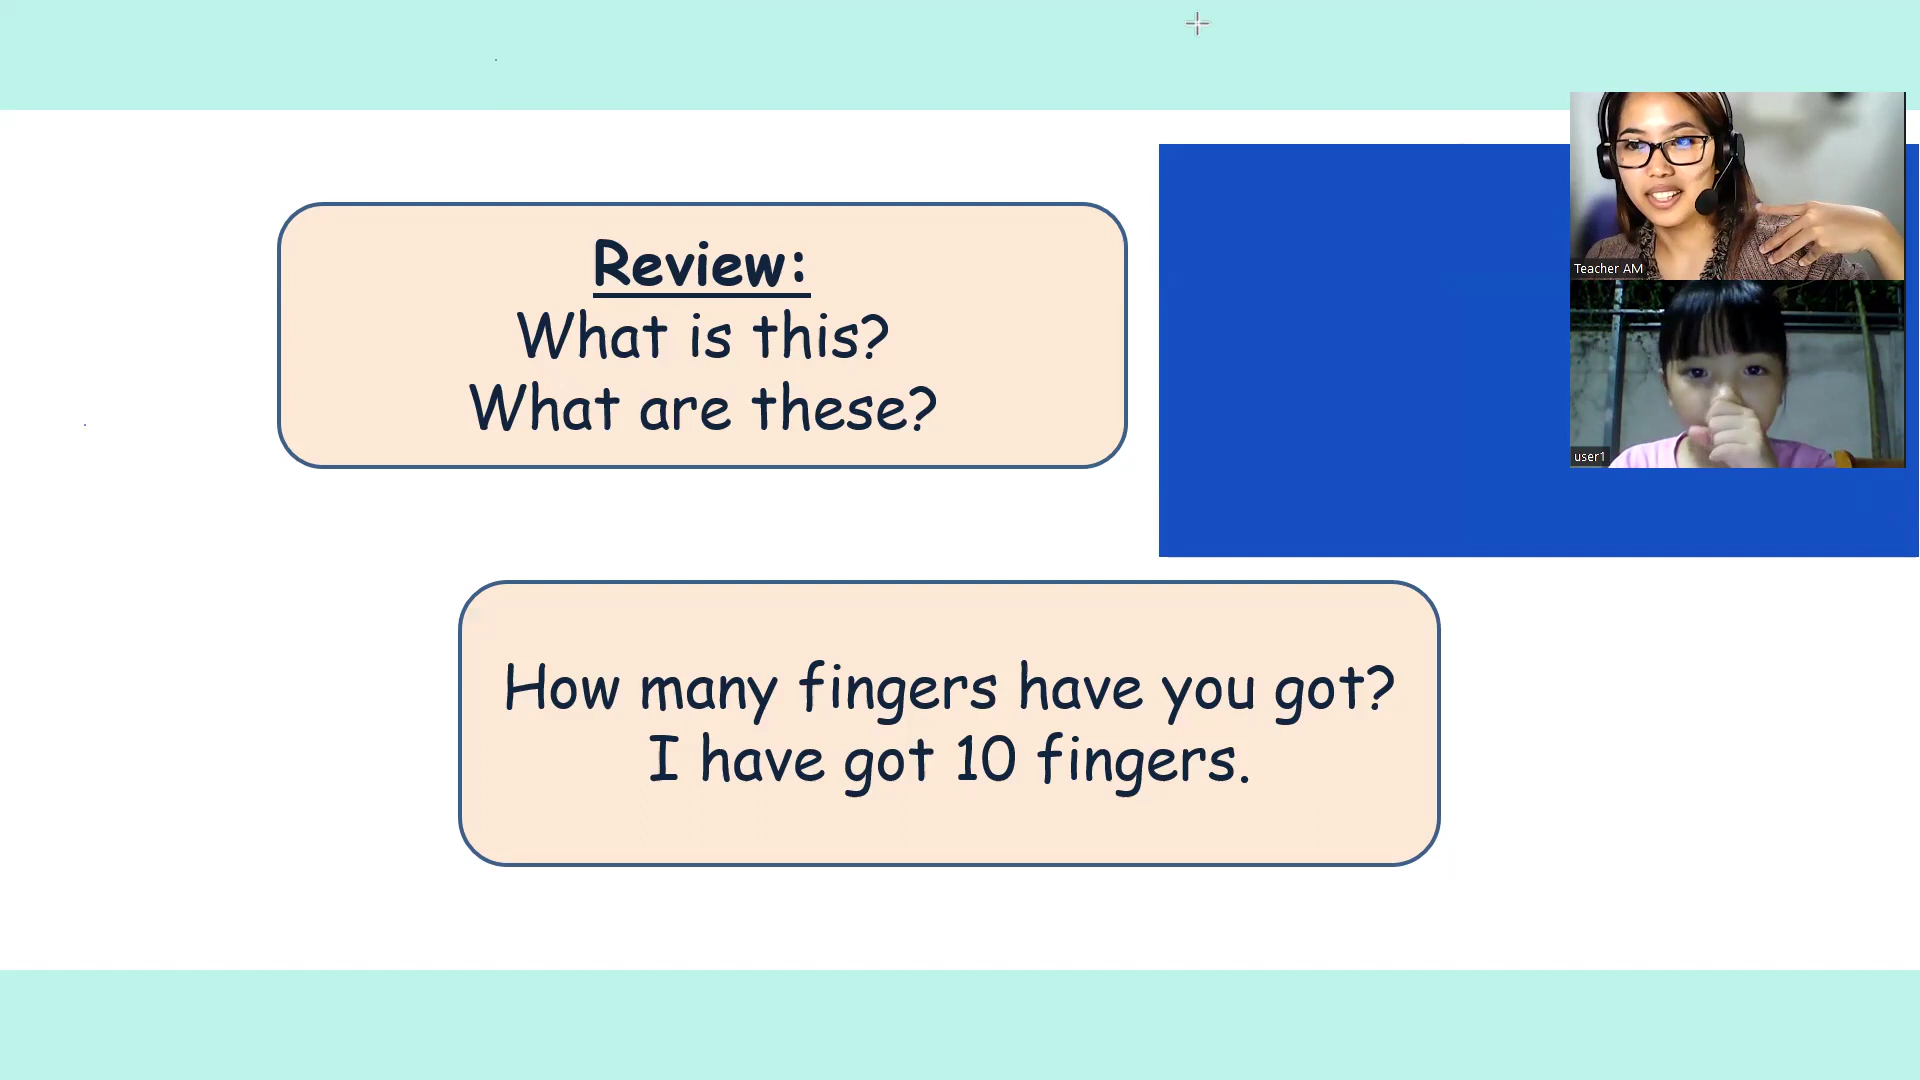 Review:
What is this?
What are these?
How many fingers have you got?
I have got 10 fingers.
Teacher AM
user1